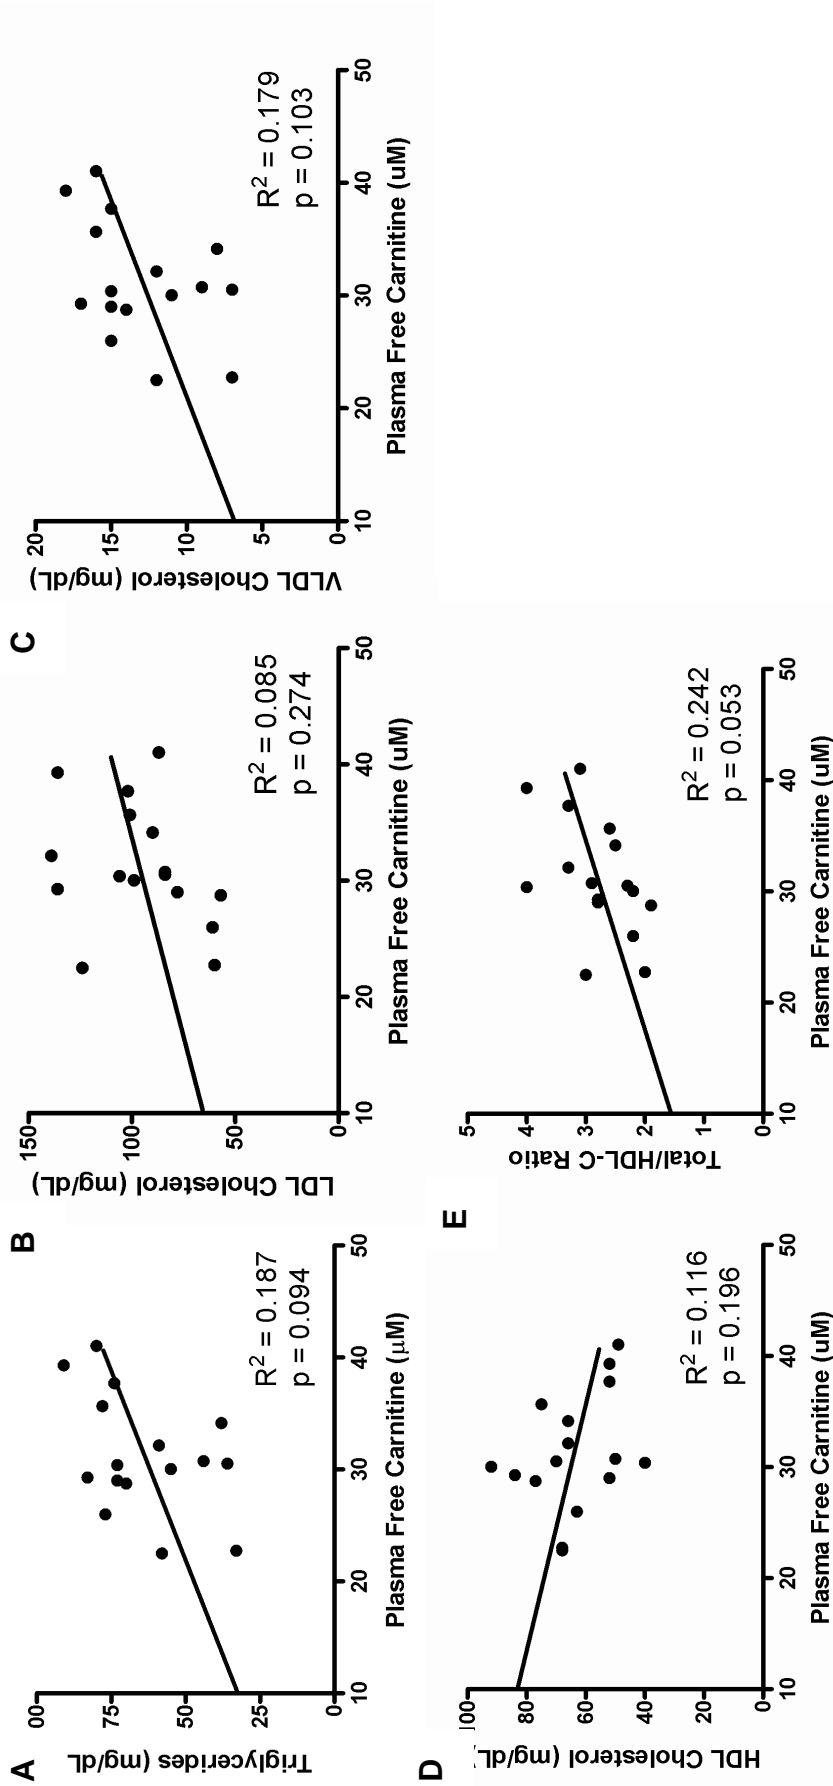 A
Triglycerides (mg/dL
00
75
50
25
0
10 20 30 40 50
Plasma Free Carnitine (μM)
R² = 0.187
p = 0.094
B
LDL Cholesterol (mg/dL)
150
100
50
0
10 20 30 40 50
Plasma Free Carnitine (uM)
R² = 0.085
p = 0.274
C
VLDL Cholesterol (mg/dL)
20
15
10
5
0
10 20 30 40 50
Plasma Free Carnitine (uM)
R² = 0.179
p = 0.103
D
HDL Cholesterol (mg/dL)
100
80
60
40
20
0
10 20 30 40 50
Plasma Free Carnitine (uM)
R² = 0.116
p = 0.196
E
Total/HDL-C Ratio
5
4
3
2
1
0
10 20 30 40 50
Plasma Free Carnitine (uM)
R² = 0.242
p = 0.053